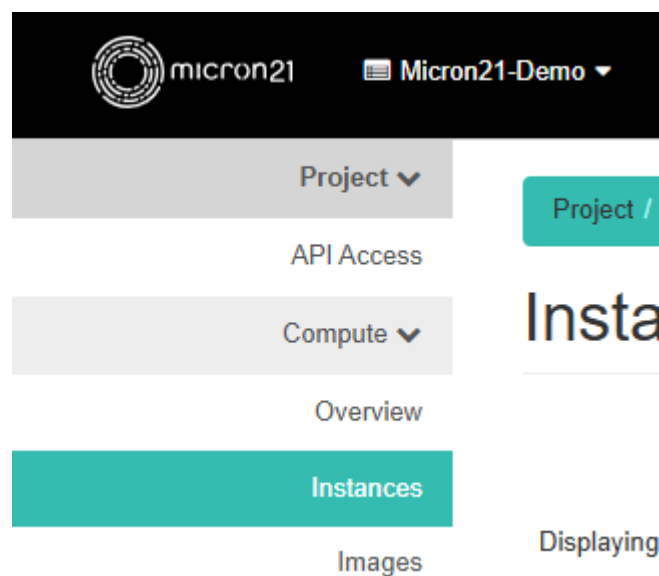 micron21 Micron21-Demo
Project
API Access
Compute
Overview
Instances
Images
Project /
Insta
Displaying